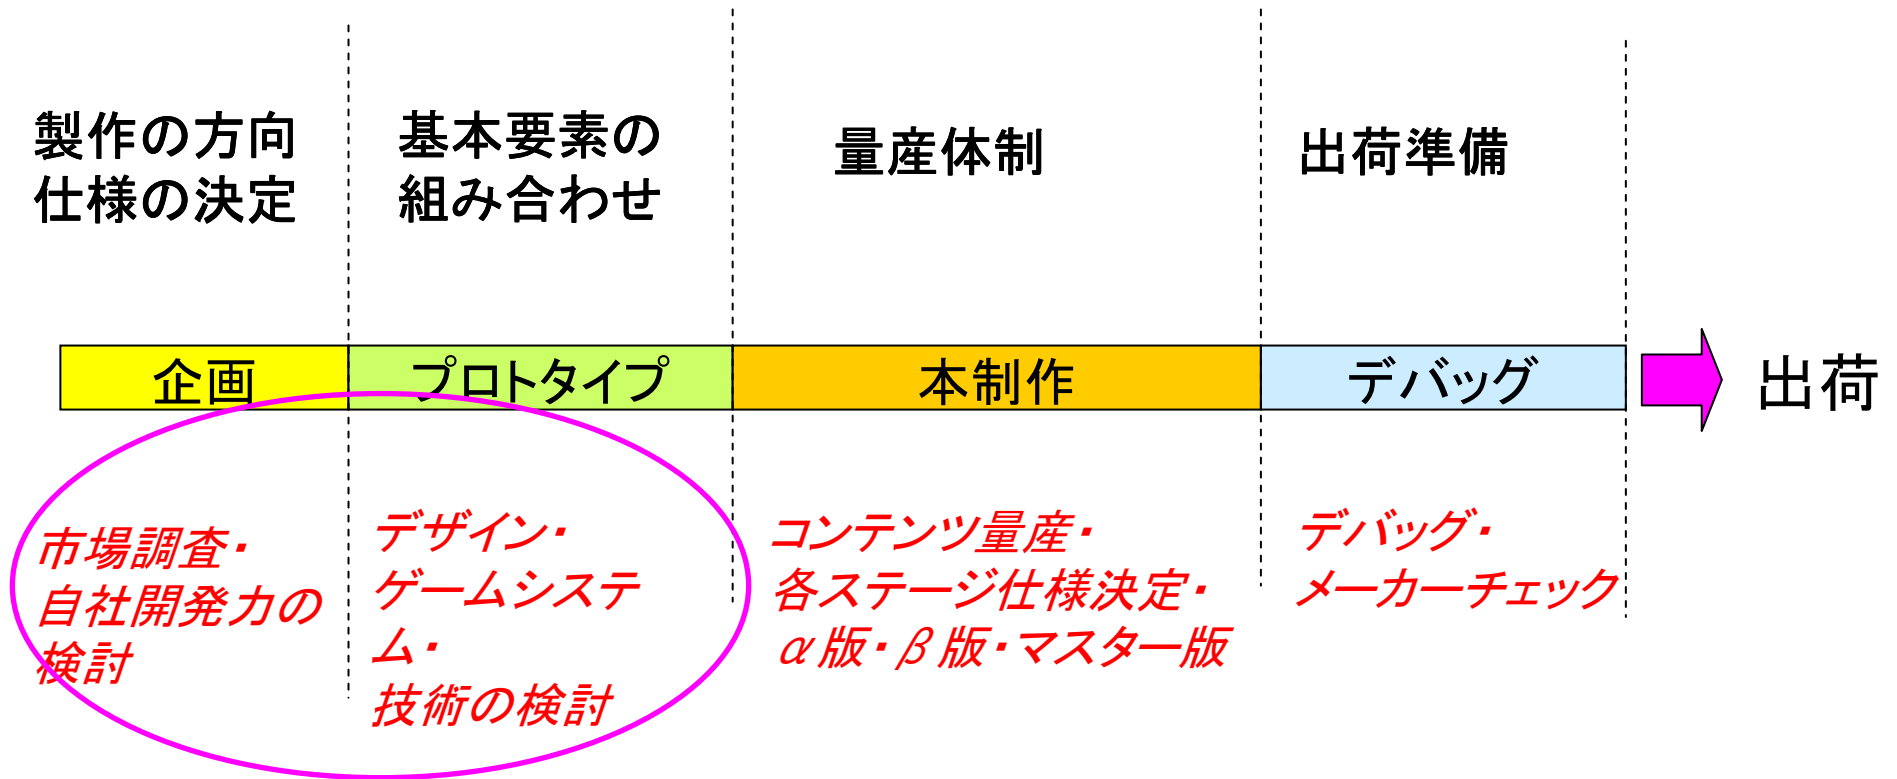 製作の方向
仕様の決定
基本要素の
組み合わせ
量産体制
出荷準備
企画
プロトタイプ
本制作
デバッグ
出荷
市場調査・
自社開発力の
検討
デザイン・
ゲームシステ
ム・
技術の検討
コンテンツ量産・
各ステージ仕様決定・
α版・β版・マスター版
デバッグ・
メーカーチェック